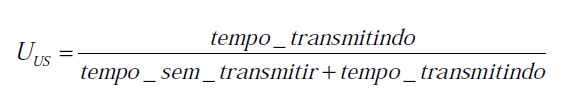 U_US = tempo_transmitindo / tempo_sem_transmitir + tempo_transmitindo